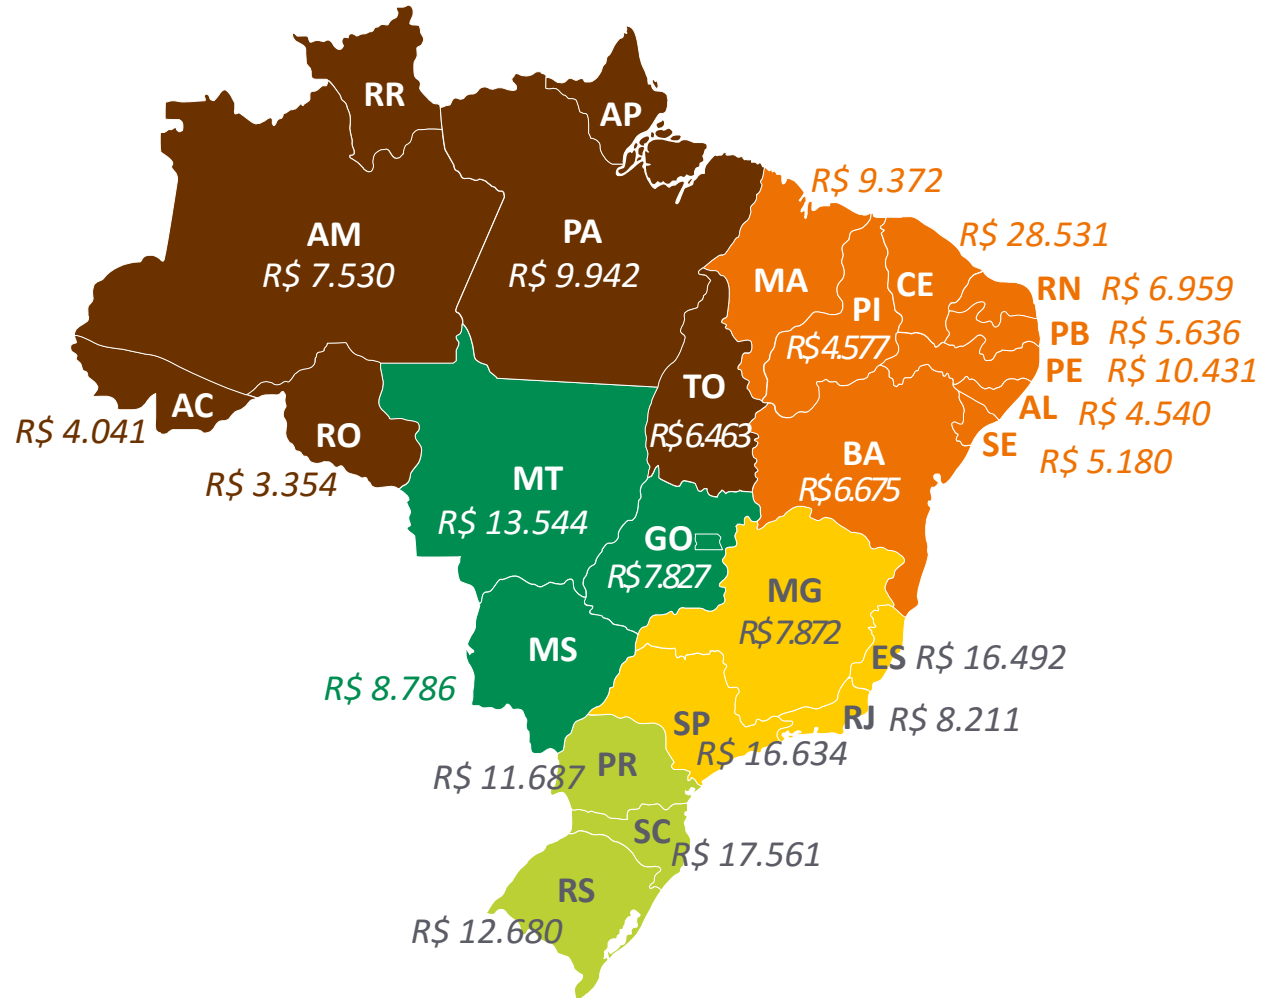 RR
AP
R$ 9.372
AM
R$ 7.530
PA
R$ 9.942
R$ 28.531
MA
CE
RN R$ 6.959
PI
R$4.577
PB R$ 5.636
PE R$ 10.431
TO
R$6.463
AC
R$ 4.041
AL R$ 4.540
RO
R$ 3.354
SE R$ 5.180
BA
R$6.675
MT
R$ 13.544
GO
R$7.827
MG
R$7.872
MS
R$ 8.786
ES R$ 16.492
RJ R$ 8.211
SP
R$ 16.634
PR
R$ 11.687
SC
R$ 17.561
RS
R$ 12.680